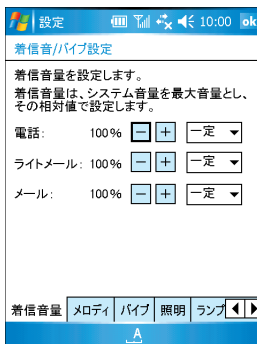 設定 10:00 ok
着信音/バイブ設定
着信音量を設定します。
着信音量は、システム音量を最大音量とし、
その相対値で設定します。
電話: 100% - + 一定
ライトメール: 100% - + 一定
メール: 100% - + 一定
着信音量 メロディ バイブ 照明 ランプ
A